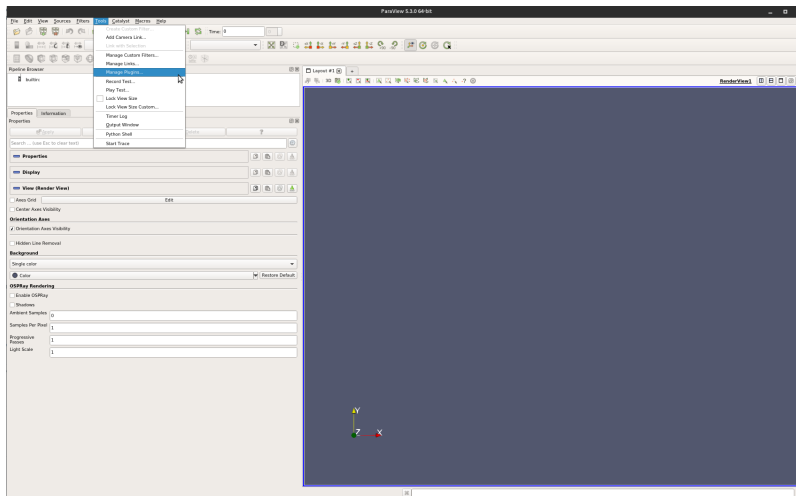 ParaView 5.3.0 64-bit
File Edit View Sources Filters Tools Catalyst Macros Help
Time: 0
Create Custom Filter...
Add Camera Link...
Link with Selection
Manage Custom Filters...
Manage Links...
Manage Plugins...
Record Test...
Play Test...
Lock View Size
Lock View Size Custom...
Timer Log
Output Window
Python Shell
Start Trace
Pipeline Browser
builtin:
Layout #1
3D
RenderView1
Properties Information
Properties
Apply Delete ?
Search ... (use Esc to clear text)
Properties
Display
View (Render View)
Axes Grid Edit
Center Axes Visibility
Orientation Axes
Orientation Axes Visibility
Hidden Line Removal
Background
Single color
Color Restore Default
OSPRay Rendering
Enable OSPRay
Shadows
Ambient Samples 0
Samples Per Pixel 1
Progressive
Passes 1
Light Scale 1
Y
Z X